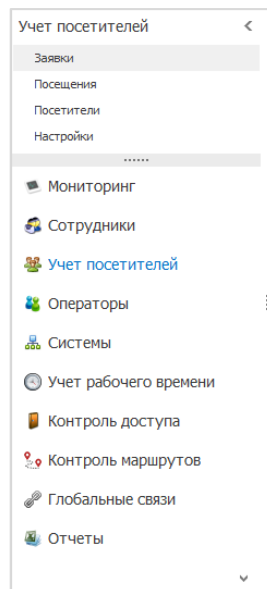 Учет посетителей
Заявки
Посещения
Посетители
Настройки
Мониторинг
Сотрудники
Учет посетителей
Операторы
Системы
Учет рабочего времени
Контроль доступа
Контроль маршрутов
Глобальные связи
Отчеты